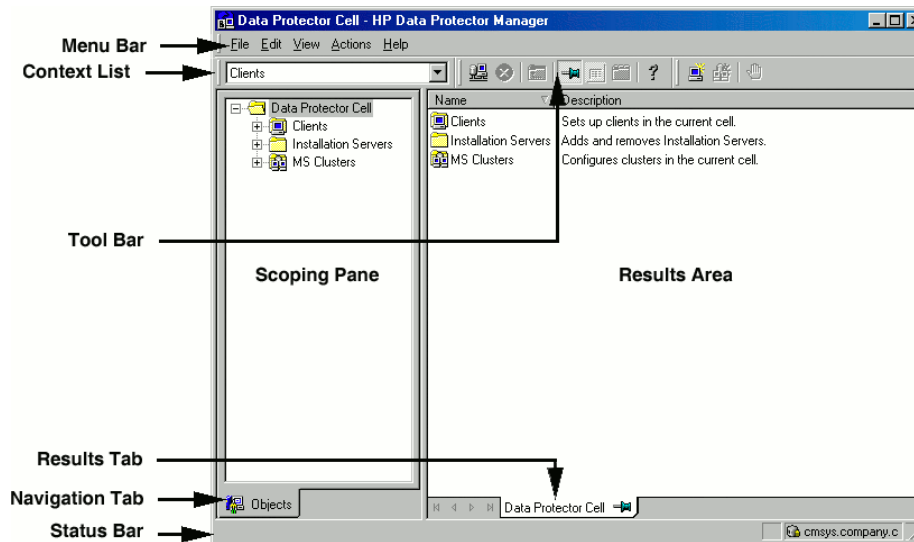 Data Protector Cell - HP Data Protector Manager
Menu Bar
File Edit View Actions Help
Context List
Clients
Name Description
Data Protector Cell
Clients
Installation Servers
MS Clusters
Clients Sets up clients in the current cell.
Installation Servers Adds and removes Installation Servers.
MS Clusters Configures clusters in the current cell.
Tool Bar
Scoping Pane
Results Area
Results Tab
Navigation Tab
Objects
Data Protector Cell
Status Bar
cmsys.company.c